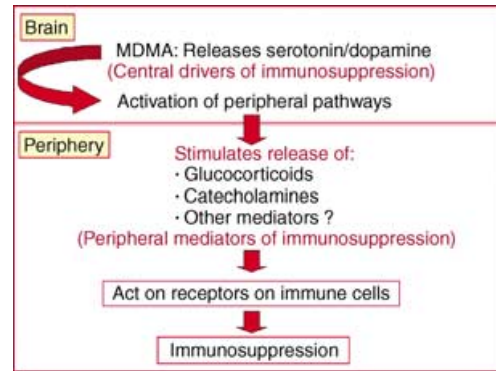 Brain
MDMA: Releases serotonin/dopamine
(Central drivers of immunosuppression)
Activation of peripheral pathways
Periphery
Stimulates release of:
· Glucocorticoids
· Catecholamines
· Other mediators ?
(Peripheral mediators of immunosuppression)
Act on receptors on immune cells
Immunosuppression